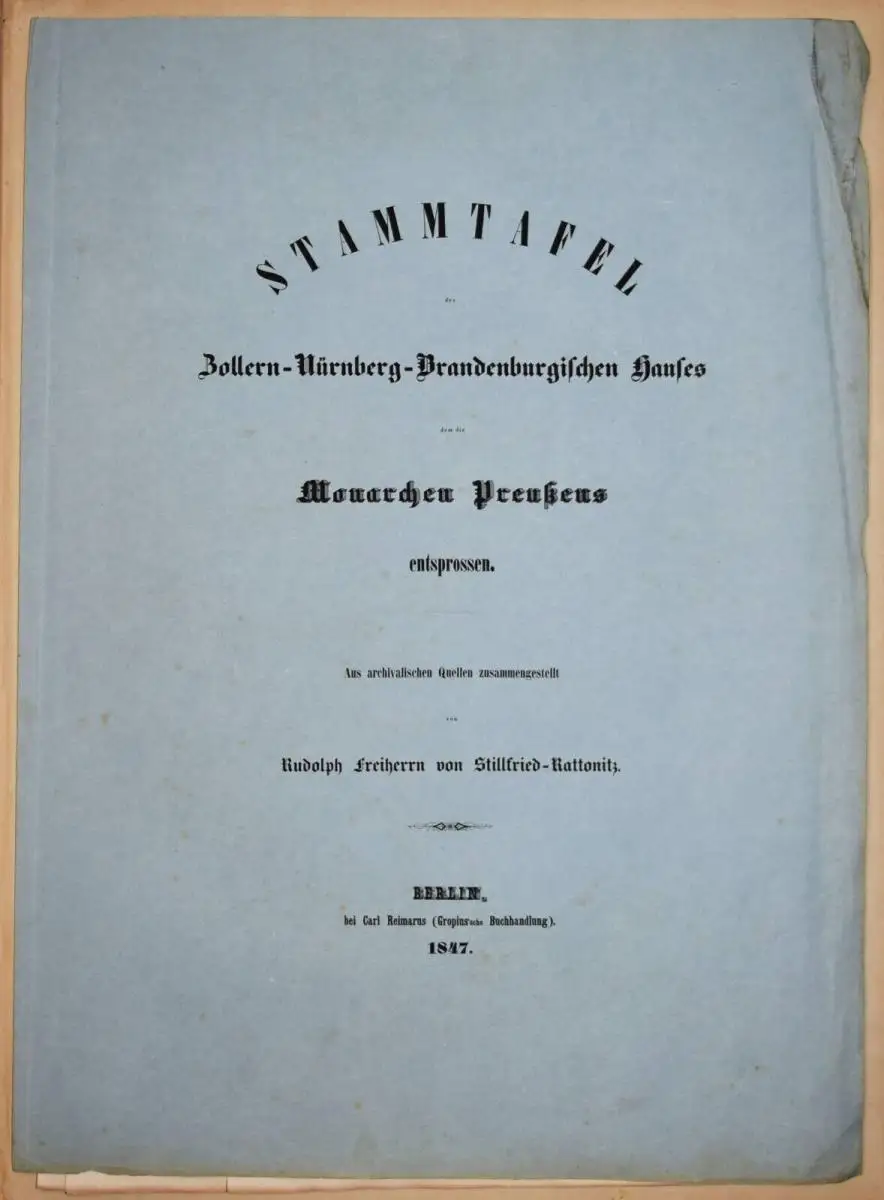 STAMMTAFEL
des
Zollern-Nürnberg-Brandenburgiſchen Hauſes
dem die
Monarchen Preußens
entsprossen.
Aus archivalischen Quellen zusammengestellt
von
Rudolph Freiherrn von Stillfried-Rattonitz.
BERLIN,
bei Carl Reimarus (Gropius'sche Buchhandlung).
1847.